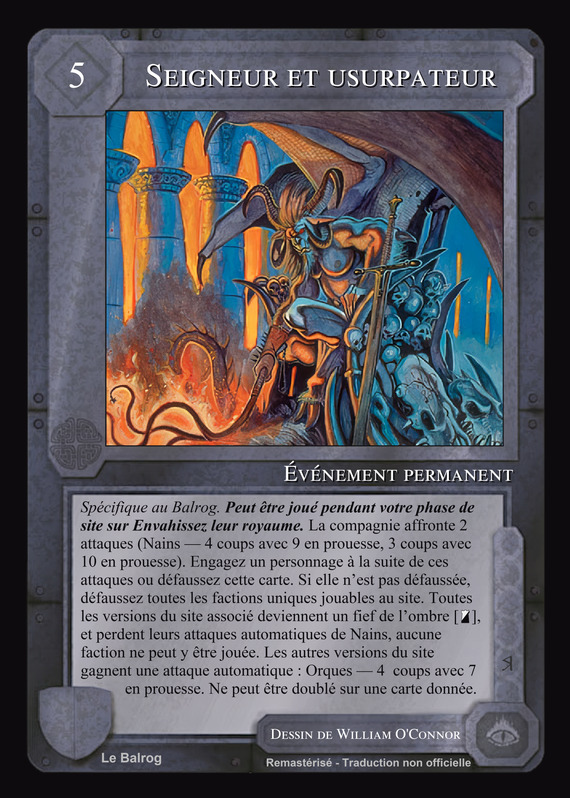 5
Seigneur et usurpateur
Événement permanent
Spécifique au Balrog. Peut être joué pendant votre phase de
site sur Envahissez leur royaume. La compagnie affronte 2
attaques (Nains — 4 coups avec 9 en prouesse, 3 coups avec
10 en prouesse). Engagez un personnage à la suite de ces
attaques ou défaussez cette carte. Si elle n'est pas défaussée,
défaussez toutes les factions uniques jouables au site. Toutes
les versions du site associé deviennent un fief de l'ombre [ ],
et perdent leurs attaques automatiques de Nains, aucune
faction ne peut y être jouée. Les autres versions du site
gagnent une attaque automatique : Orques — 4 coups avec 7
en prouesse. Ne peut être doublé sur une carte donnée.
Dessin de William O'Connor
Le Balrog
Remastérisé - Traduction non officielle